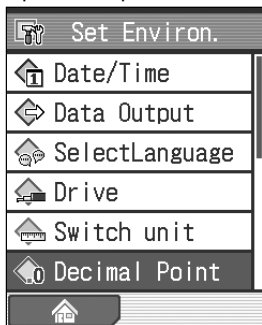 Set Environ.
Date/Time
Data Output
SelectLanguage
Drive
Switch unit
Decimal Point